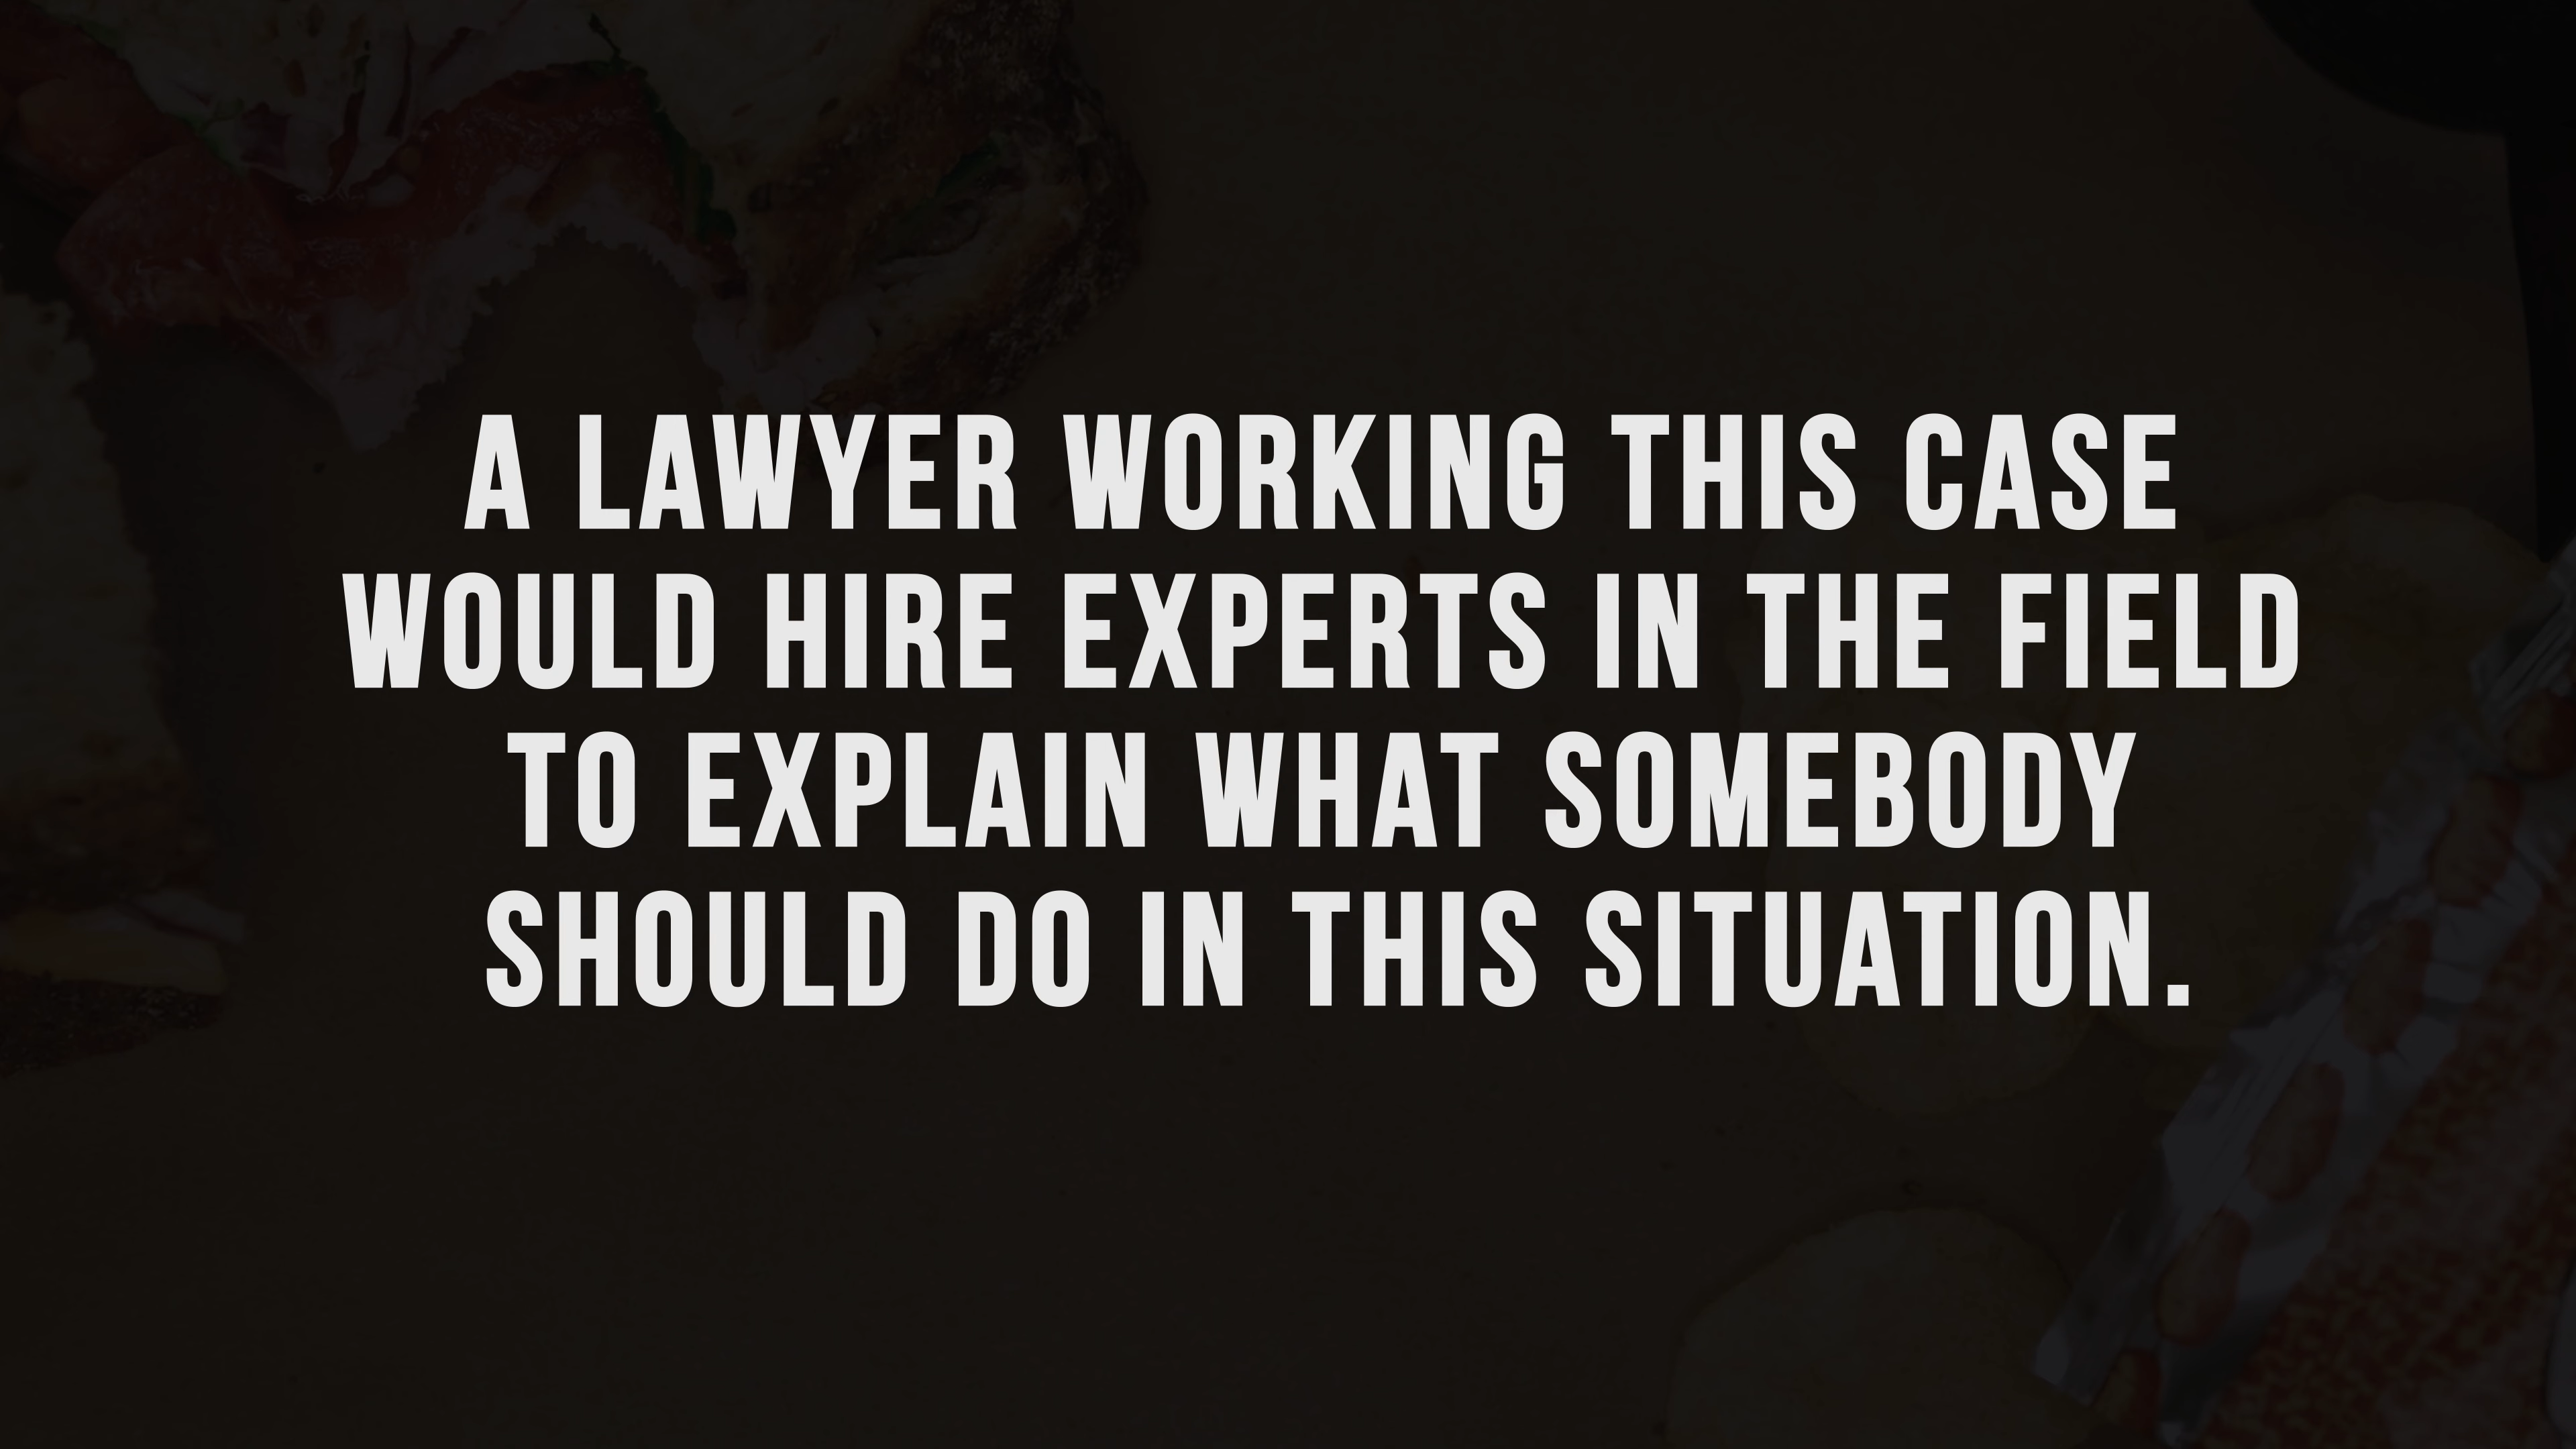 A LAWYER WORKING THIS CASE
WOULD HIRE EXPERTS IN THE FIELD
TO EXPLAIN WHAT SOMEBODY
SHOULD DO IN THIS SITUATION.